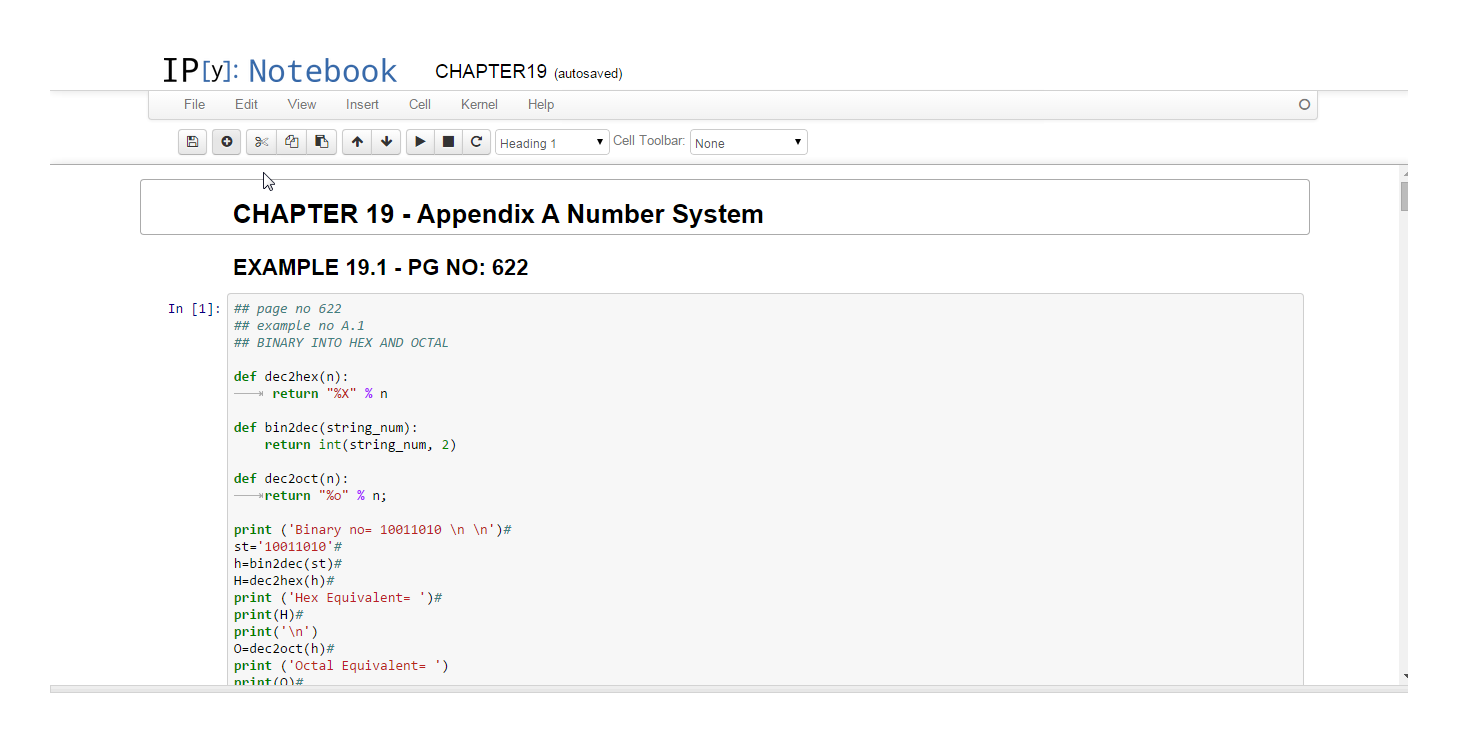 IP[y]: Notebook CHAPTER19 (autosaved)
File Edit View Insert Cell Kernel Help
Heading 1 Cell Toolbar: None
CHAPTER 19 - Appendix A Number System
EXAMPLE 19.1 - PG NO: 622
In [1]: ## page no 622
## example no A.1
## BINARY INTO HEX AND OCTAL
def dec2hex(n):
return "%X" % n
def bin2dec(string_num):
return int(string_num, 2)
def dec2oct(n):
return "%o" % n;
print ('Binary no= 10011010 \n \n')#
st='10011010'#
h=bin2dec(st)#
H=dec2hex(h)#
print ('Hex Equivalent= ')#
print(H)#
print('\n')
O=dec2oct(h)#
print ('Octal Equivalent= ')
print(O)#